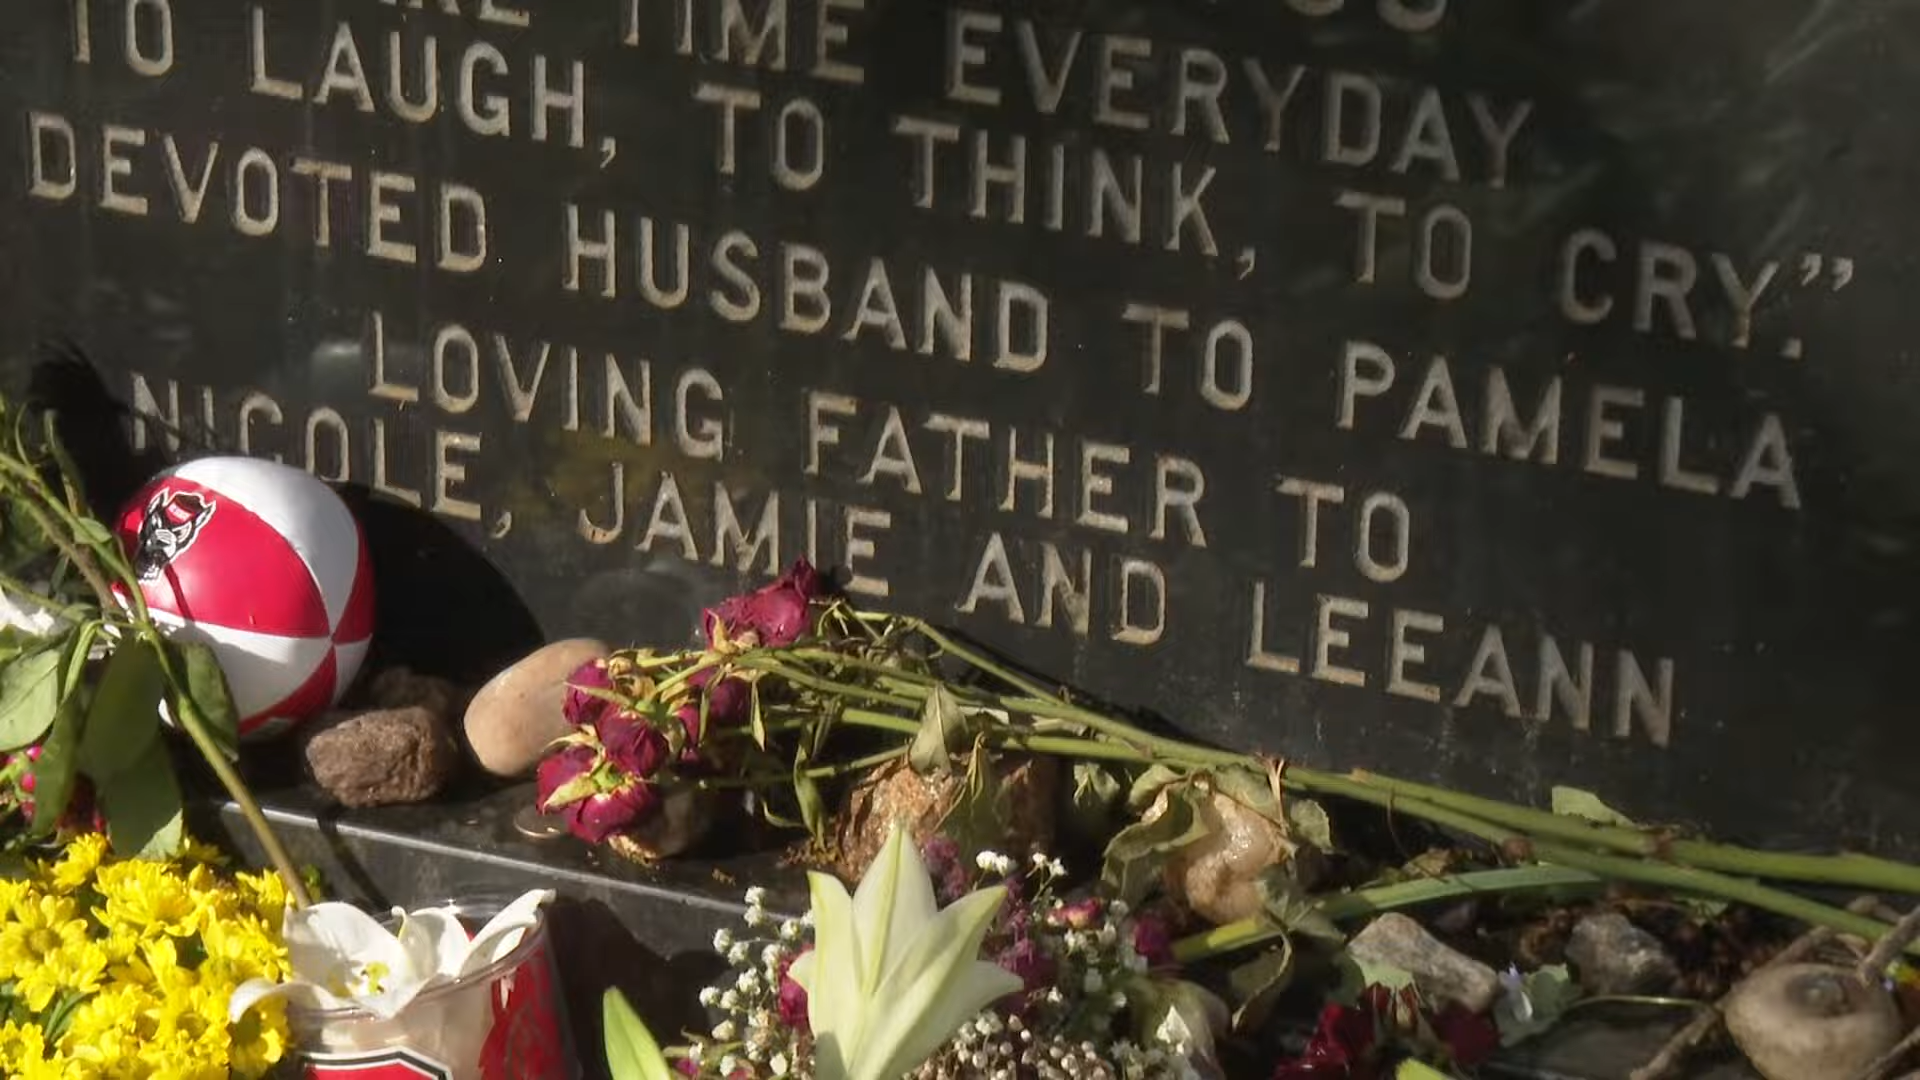 TIME EVERYDAY
TO LAUGH, TO THINK, TO CRY.”
DEVOTED HUSBAND TO PAMELA
LOVING FATHER TO
NICOLE, JAMIE AND LEEANN